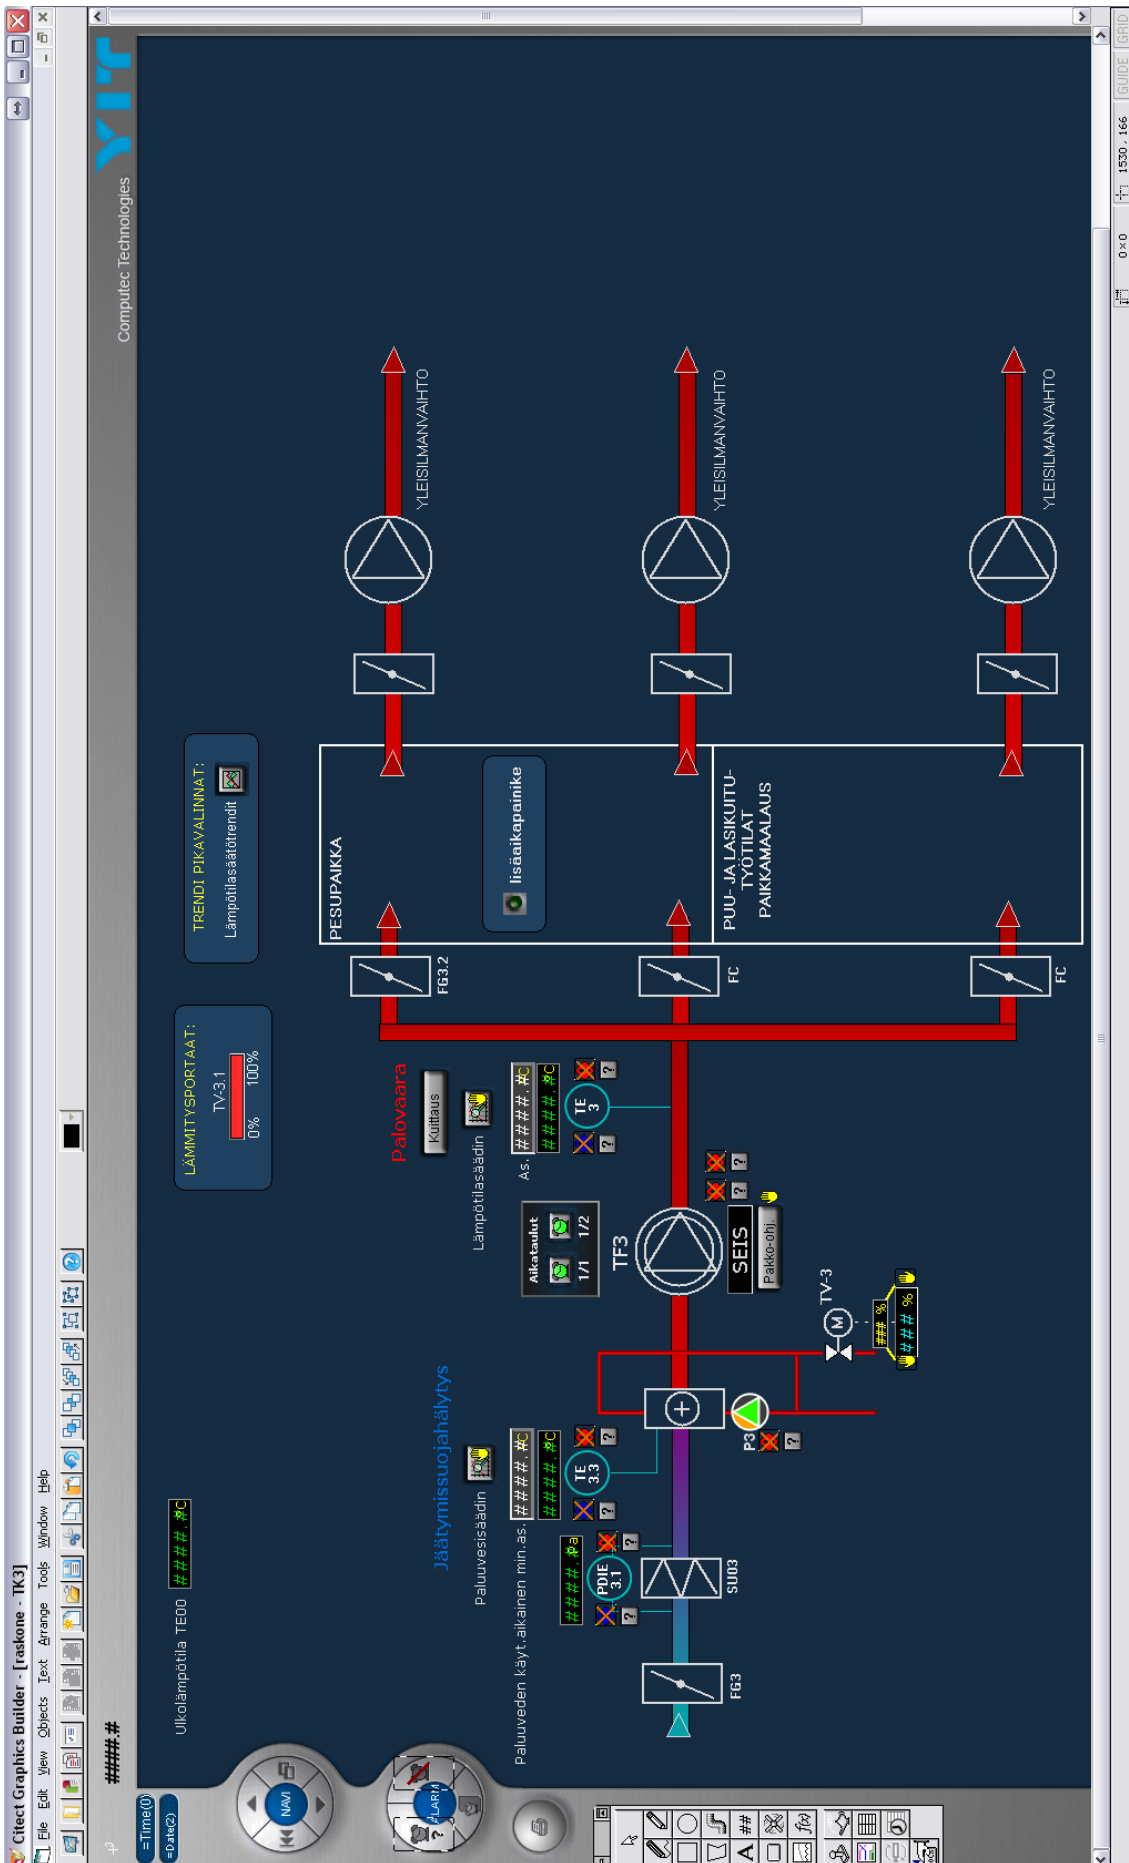 Citect Graphics Builder - [raskone - TK3]
File Edit View Objects Text Arrange Tools Window Help
####.#
Computec Technologies
YIT
=Time(0)
=Date(2)
NAVI
ALARM
?
Ulkolämpötila TE00 ####.#°C
LÄMMITYSPORTAAT:
TV-3.1
0% 100%
TRENDI PIKAVALINNAT:
Lämpötilasäätötrendit
Jäätymissuojahälytys
Paluuvesisäädin
Paluuveden käyt.aikainen min.as. ####.#°C
####.#°C
TE
3.3
? ?
####.#Pa
PDIE
3.1
? ?
FG3
SU03
P3
?
TV-3
M
### %
### %
Palovaara
Kuittaus
Lämpötilasäädin
As. ####.#°C
####.#°C
TE
3
? ?
Aikataulut
1/1 1/2
TF3
SEIS
Pakko-ohj.
? ?
FG3.2
FC
FC
PESUPAIKKA
lisäaikapainike
PUU- JA LASIKUITU-
TYÖTILAT
PAIKKAMAALAUS
YLEISILMANVAIHTO
YLEISILMANVAIHTO
YLEISILMANVAIHTO
A
##
f(x)
0×0
1530 , 166
GUIDE
GRID